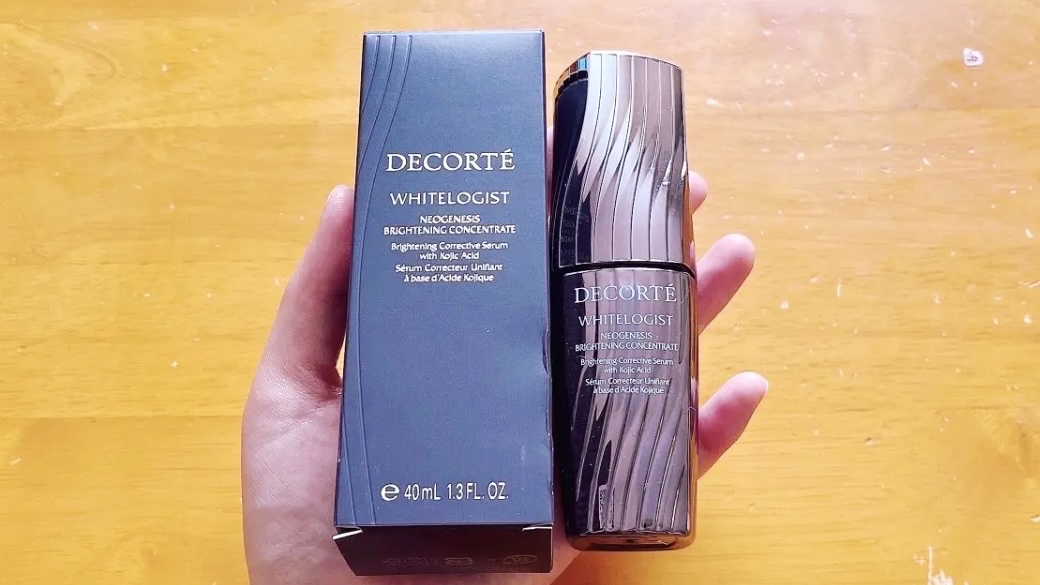 DECORTÉ
WHITELOGIST
NEOGENESIS
BRIGHTENING CONCENTRATE
Brightening Corrective Serum
with Kojic Acid
Sérum Correcteur Unifiant
à base d'Acide Kojique
e 40mL 1.3 FL. OZ.
DECORTÉ
WHITELOGIST
NEOGENESIS
BRIGHTENING CONCENTRATE
Brightening Corrective Serum
with Kojic Acid
Sérum Correcteur Unifiant
à base d'Acide Kojique